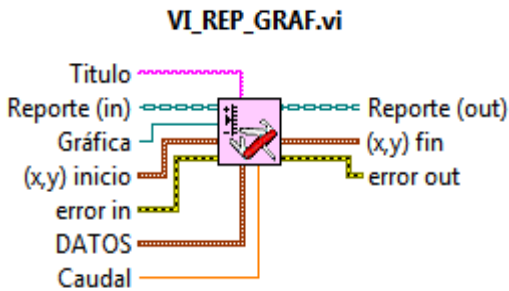 VI_REP_GRAF.vi
Titulo
Reporte (in)
Reporte (out)
Gráfica
(x,y) fin
(x,y) inicio
error out
error in
DATOS
Caudal